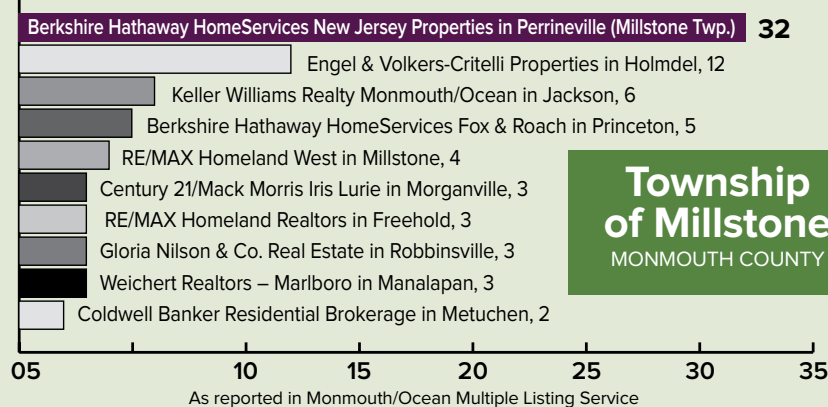 Berkshire Hathaway HomeServices New Jersey Properties in Perrineville (Millstone Twp.) 32
Engel & Volkers-Critelli Properties in Holmdel, 12
Keller Williams Realty Monmouth/Ocean in Jackson, 6
Berkshire Hathaway HomeServices Fox & Roach in Princeton, 5
RE/MAX Homeland West in Millstone, 4
Century 21/Mack Morris Iris Lurie in Morganville, 3
RE/MAX Homeland Realtors in Freehold, 3
Gloria Nilson & Co. Real Estate in Robbinsville, 3
Weichert Realtors – Marlboro in Manalapan, 3
Coldwell Banker Residential Brokerage in Metuchen, 2
Township
of Millstone
MONMOUTH COUNTY
05 10 15 20 25 30 35
As reported in Monmouth/Ocean Multiple Listing Service